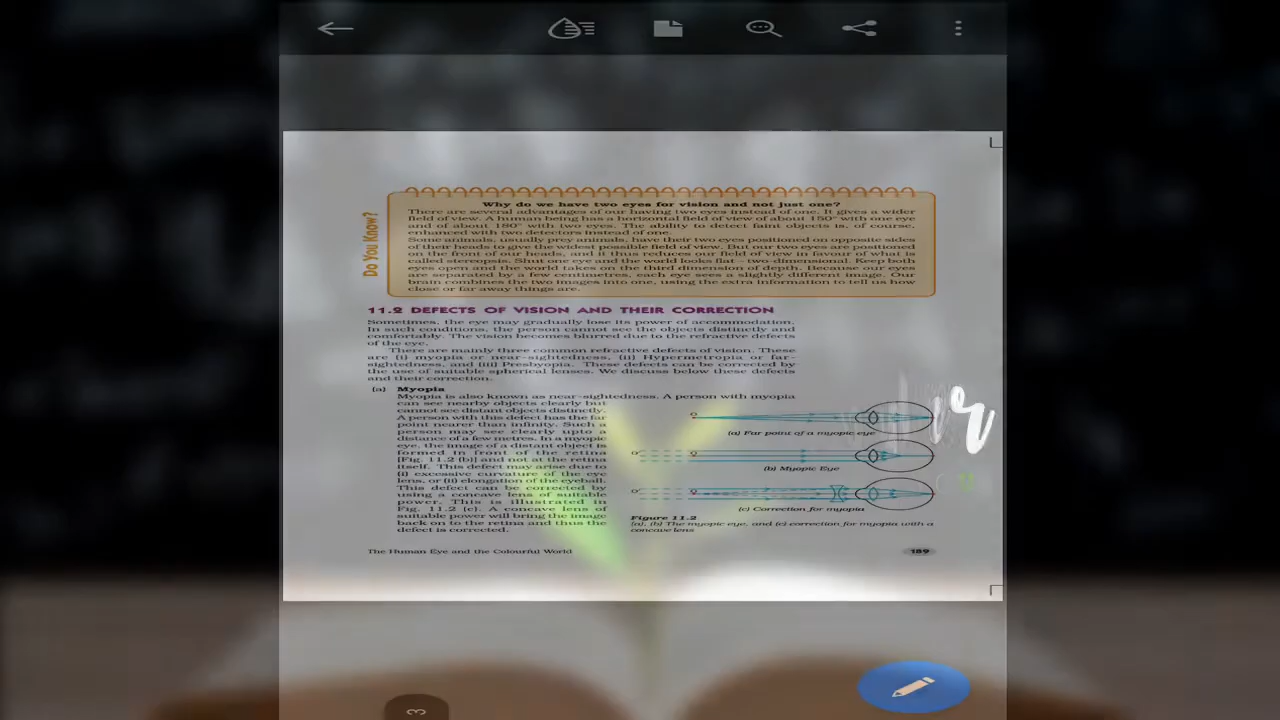 Why do we have two eyes for vision and not just one?
There are several advantages of our having two eyes instead of one. It gives a wider
field of view. A human being has a horizontal field of view of about 150° with one eye
and of about 180° with two eyes. The ability to detect faint objects is, of course,
enhanced with two detectors instead of one.
Some animals, usually prey animals, have their two eyes positioned on opposite sides
of their heads to give the widest possible field of view. But our two eyes are positioned
on the front of our heads, and it thus reduces our field of view in favour of what is
called stereopsis. Shut one eye and the world looks flat – two-dimensional. Keep both
eyes open and the world takes on the third dimension of depth. Because our eyes
are separated by a few centimetres, each eye sees a slightly different image. Our
brain combines the two images into one, using the extra information to tell us how
close or far away things are.
Do You Know?
11.2 DEFECTS OF VISION AND THEIR CORRECTION
Sometimes, the eye may gradually lose its power of accommodation.
In such conditions, the person cannot see the objects distinctly and
comfortably. The vision becomes blurred due to the refractive defects
of the eye.
There are mainly three common refractive defects of vision. These
are (i) myopia or near-sightedness, (ii) Hypermetropia or far-
sightedness, and (iii) Presbyopia. These defects can be corrected by
the use of suitable spherical lenses. We discuss below these defects
and their correction.
(a) Myopia
Myopia is also known as near-sightedness. A person with myopia
can see nearby objects clearly but
cannot see distant objects distinctly.
A person with this defect has the far
point nearer than infinity. Such a
person may see clearly upto a
distance of a few metres. In a myopic
eye, the image of a distant object is
formed in front of the retina
[Fig. 11.2 (b)] and not at the retina
itself. This defect may arise due to
(i) excessive curvature of the eye
lens, or (ii) elongation of the eyeball.
This defect can be corrected by
using a concave lens of suitable
power. This is illustrated in
Fig. 11.2 (c). A concave lens of
suitable power will bring the image
back on to the retina and thus the
defect is corrected.
O
(a) Far point of a myopic eye
O' O
(b) Myopic Eye
O' O
(c) Correction for myopia
Figure 11.2
(a), (b) The myopic eye, and (c) correction for myopia with a
concave lens
The Human Eye and the Colourful World
189
3